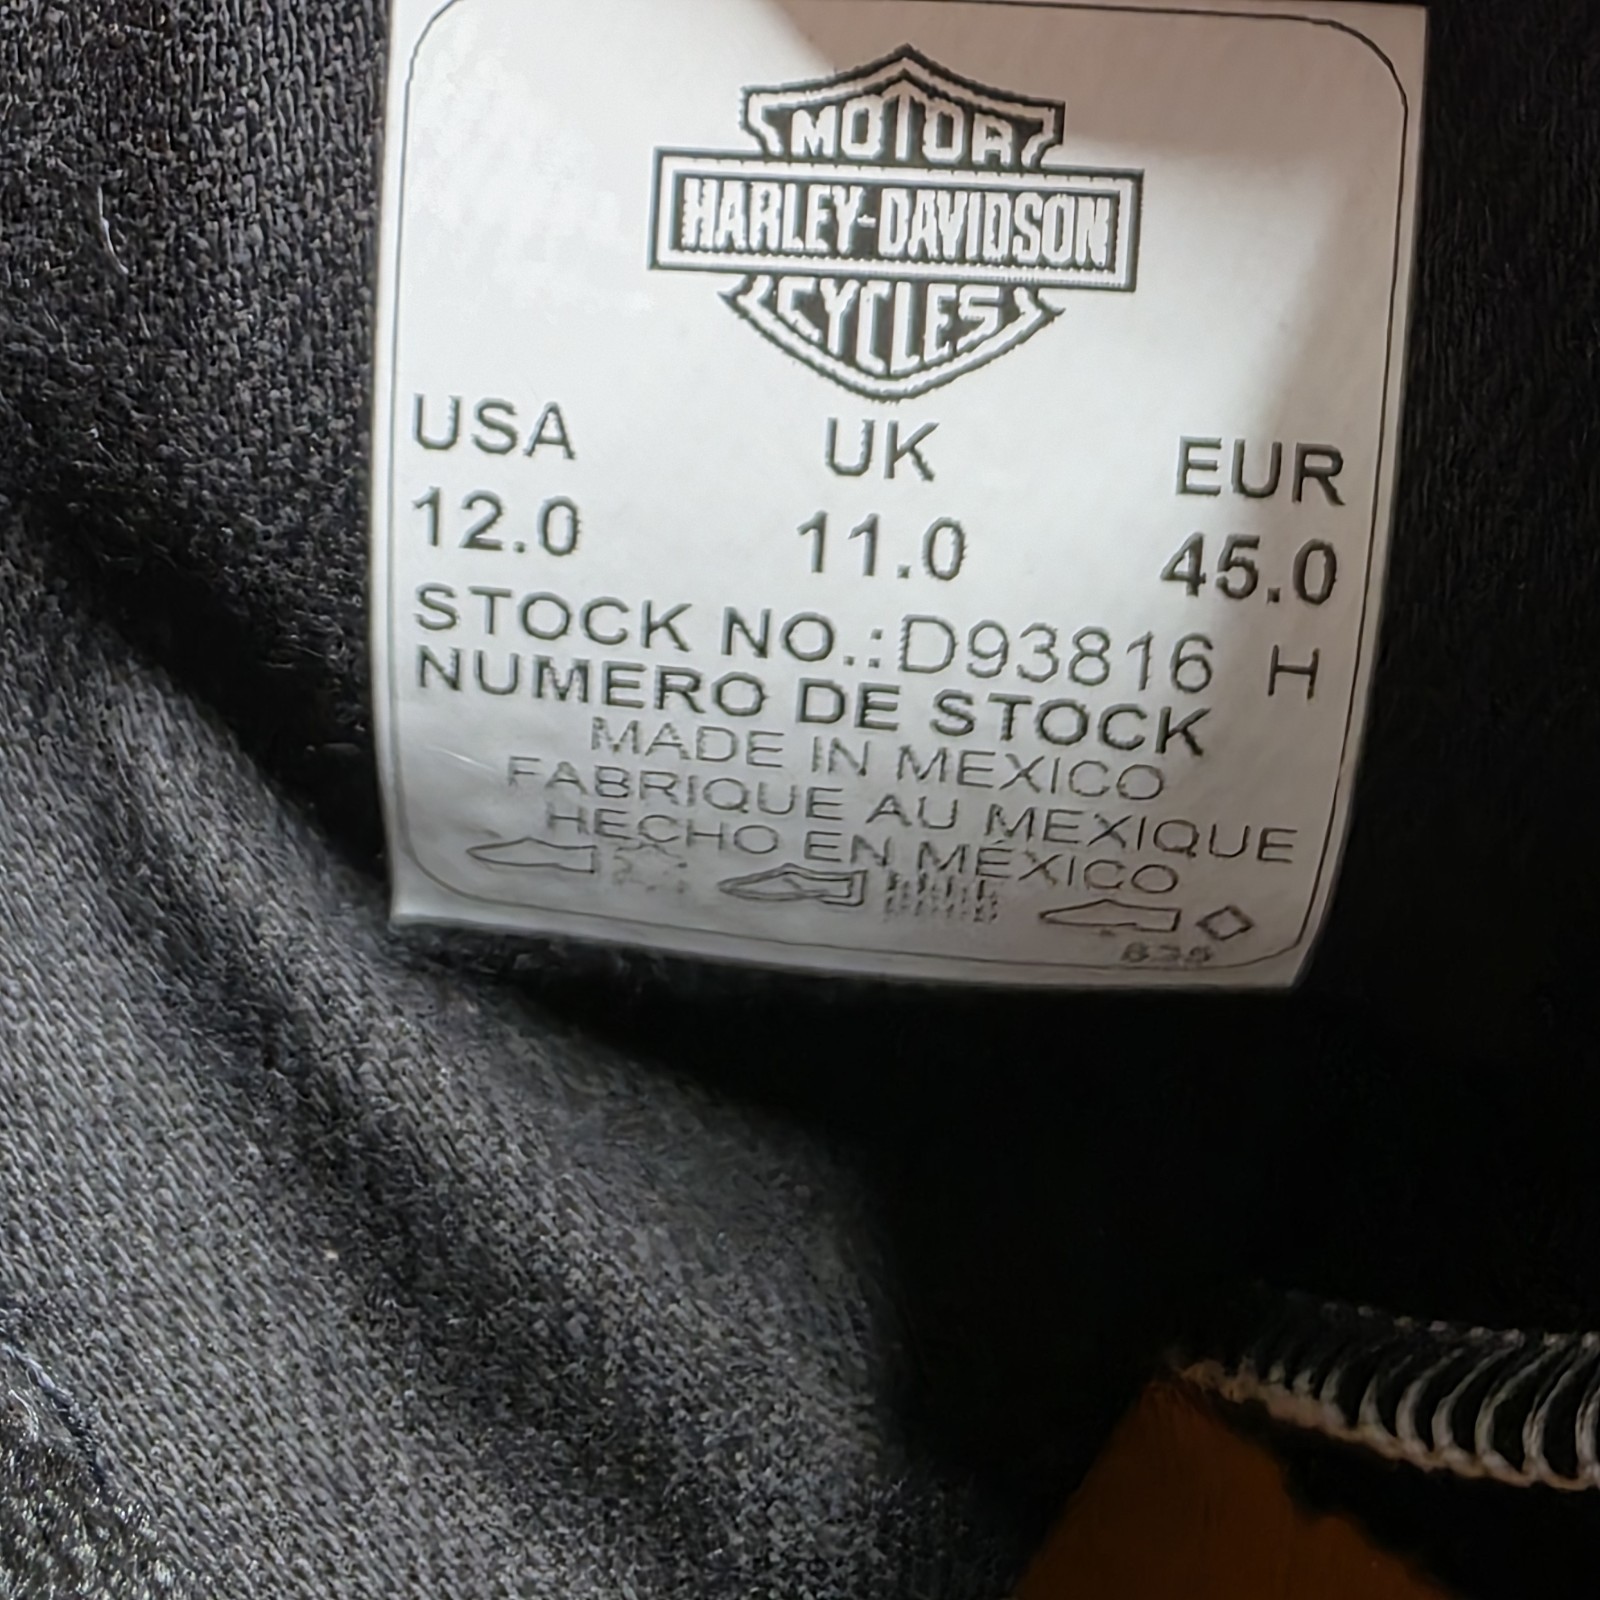 MOTOR
HARLEY-DAVIDSON
CYCLES
USA UK EUR
12.0 11.0 45.0
STOCK NO.:D93816 H
NUMERO DE STOCK
MADE IN MEXICO
FABRIQUE AU MEXIQUE
HECHO EN MÉXICO